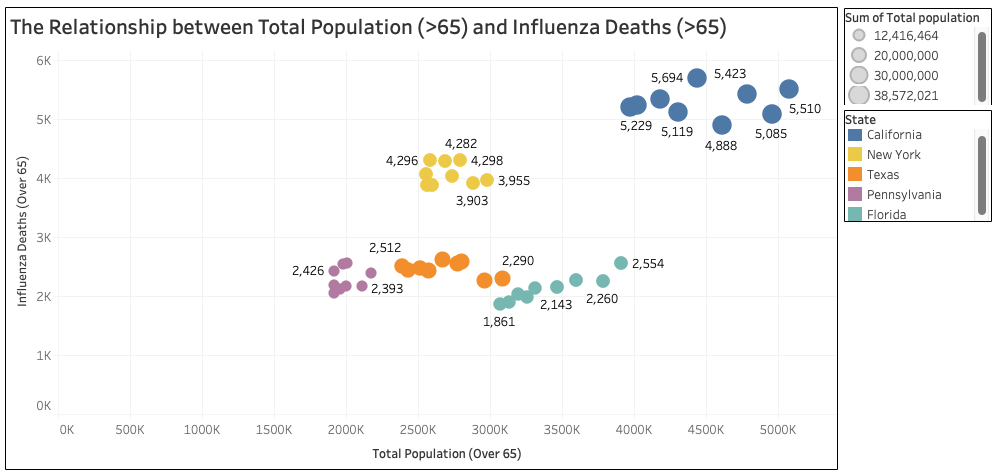 The Relationship between Total Population (>65) and Influenza Deaths (>65)
6K
5K
4K
3K
2K
1K
0K
Influenza Deaths (Over 65)
5,694
5,423
5,229
5,119
4,888
5,085
5,510
4,282
4,296
4,298
3,955
3,903
2,512
2,426
2,393
2,290
2,554
2,143
2,260
1,861
0K
500K
1000K
1500K
2000K
2500K
3000K
3500K
4000K
4500K
5000K
Total Population (Over 65)
Sum of Total population
12,416,464
20,000,000
30,000,000
38,572,021
State
California
New York
Texas
Pennsylvania
Florida